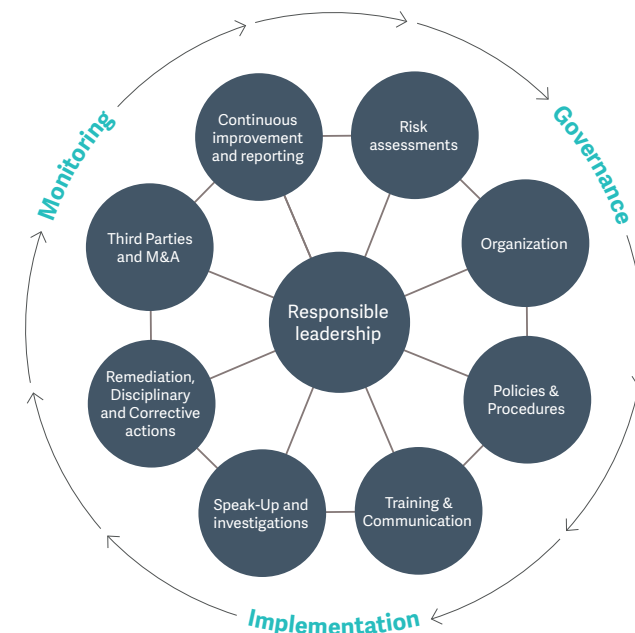 Continuous
improvement
and reporting
Risk
assessments
Monitoring
Governance
Third Parties
and M&A
Organization
Responsible
leadership
Remediation,
Disciplinary
and Corrective
actions
Policies &
Procedures
Speak-Up and
investigations
Training &
Communication
Implementation